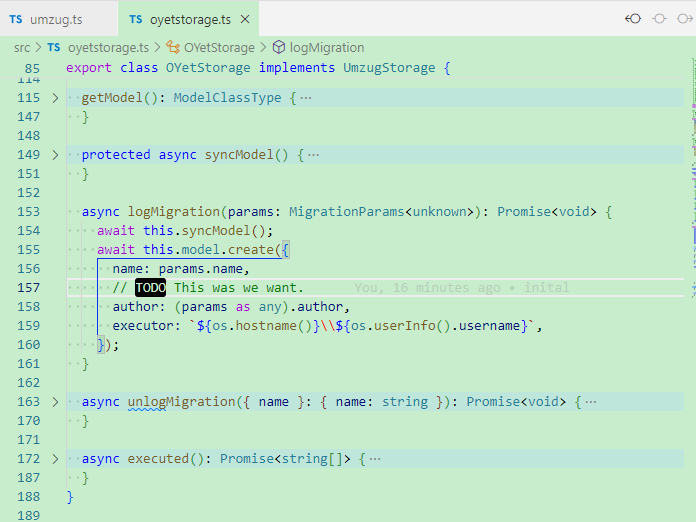 TS umzug.ts TS oyetstorage.ts ×
src > TS oyetstorage.ts > OYetStorage > logMigration
85 export class OYetStorage implements UmzugStorage {
114
115 > ··getModel(): ModelClassType {···
147 ··}
148
149 > ··protected async syncModel() {···
151 ··}
152
153 ··async logMigration(params: MigrationParams<unknown>): Promise<void> {
154 ····await this.syncModel();
155 ····await this.model.create({
156 ······name: params.name,
157 ······// TODO This was we want. You, 16 minutes ago • inital
158 ······author: (params as any).author,
159 ······executor: `${os.hostname()}\\${os.userInfo().username}`,
160 ····});
161 ··}
162
163 > ··async unlogMigration({ name }: { name: string }): Promise<void> {···
170 ··}
171
172 > ··async executed(): Promise<string[]> {···
187 ··}
188 }
189